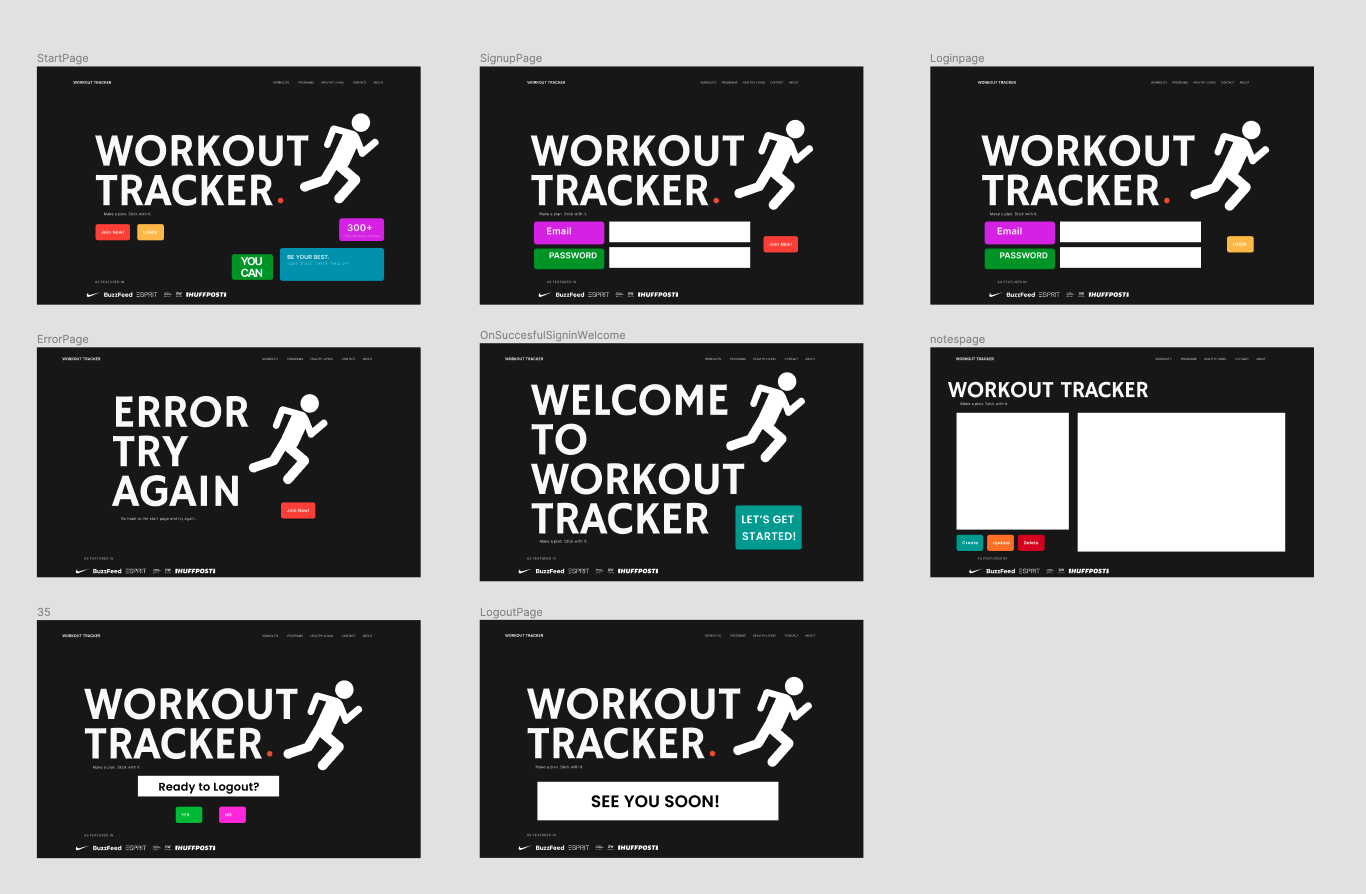 StartPage
WORKOUT TRACKER
WORKOUTS PROGRAMS HEALTHY LIVING CONTACT ABOUT
WORKOUT
TRACKER.
Make a plan. Stick with it.
Join Now!
LOGIN
300+
YOU
CAN
BE YOUR BEST.
AS FEATURED IN
BuzzFeed ESPRIT HUFFPOST
SignupPage
WORKOUT TRACKER
WORKOUTS PROGRAMS HEALTHY LIVING CONTACT ABOUT
WORKOUT
TRACKER.
Make a plan. Stick with it.
Email
PASSWORD
Join Now!
AS FEATURED IN
BuzzFeed ESPRIT HUFFPOST
Loginpage
WORKOUT TRACKER
WORKOUTS PROGRAMS HEALTHY LIVING CONTACT ABOUT
WORKOUT
TRACKER.
Make a plan. Stick with it.
Email
PASSWORD
LOGIN
AS FEATURED IN
BuzzFeed ESPRIT HUFFPOST
ErrorPage
WORKOUT TRACKER
WORKOUTS PROGRAMS HEALTHY LIVING CONTACT ABOUT
ERROR
TRY
AGAIN
Go back to the start page and try again.
Join Now!
AS FEATURED IN
BuzzFeed ESPRIT HUFFPOST
OnSuccesfulSigninWelcome
WORKOUT TRACKER
WORKOUTS PROGRAMS HEALTHY LIVING CONTACT ABOUT
WELCOME
TO
WORKOUT
TRACKER
Make a plan. Stick with it.
LET'S GET
STARTED!
AS FEATURED IN
BuzzFeed ESPRIT HUFFPOST
notespage
WORKOUT TRACKER
WORKOUTS PROGRAMS HEALTHY LIVING CONTACT ABOUT
WORKOUT TRACKER
Make a plan. Stick with it.
Create Update Delete
AS FEATURED IN
BuzzFeed ESPRIT HUFFPOST
35
WORKOUT TRACKER
WORKOUTS PROGRAMS HEALTHY LIVING CONTACT ABOUT
WORKOUT
TRACKER.
Make a plan. Stick with it.
Ready to Logout?
YES NO
AS FEATURED IN
BuzzFeed ESPRIT HUFFPOST
LogoutPage
WORKOUT TRACKER
WORKOUTS PROGRAMS HEALTHY LIVING CONTACT ABOUT
WORKOUT
TRACKER.
Make a plan. Stick with it.
SEE YOU SOON!
AS FEATURED IN
BuzzFeed ESPRIT HUFFPOST